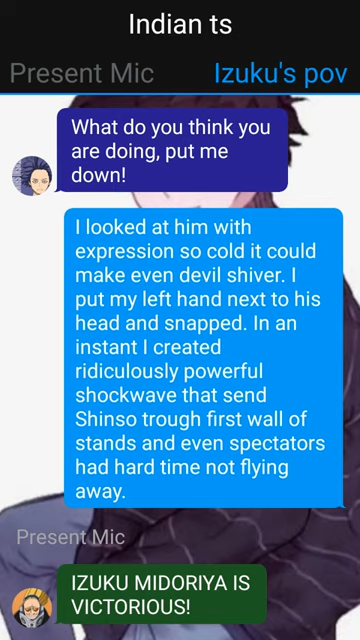 Indian ts
Present Mic
Izuku's pov
What do you think you
are doing, put me
down!
I looked at him with
expression so cold it could
make even devil shiver. I
put my left hand next to his
head and snapped. In an
instant I created
ridiculously powerful
shockwave that send
Shinso trough first wall of
stands and even spectators
had hard time not flying
away.
Present Mic
IZUKU MIDORIYA IS
VICTORIOUS!